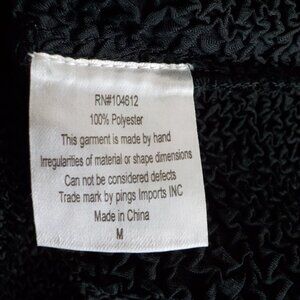 RN#104612
100% Polyester
This garment is made by hand
Irregularities of material or shape dimensions
Can not be considered defects
Trade mark by pings Imports INC
Made in China
M